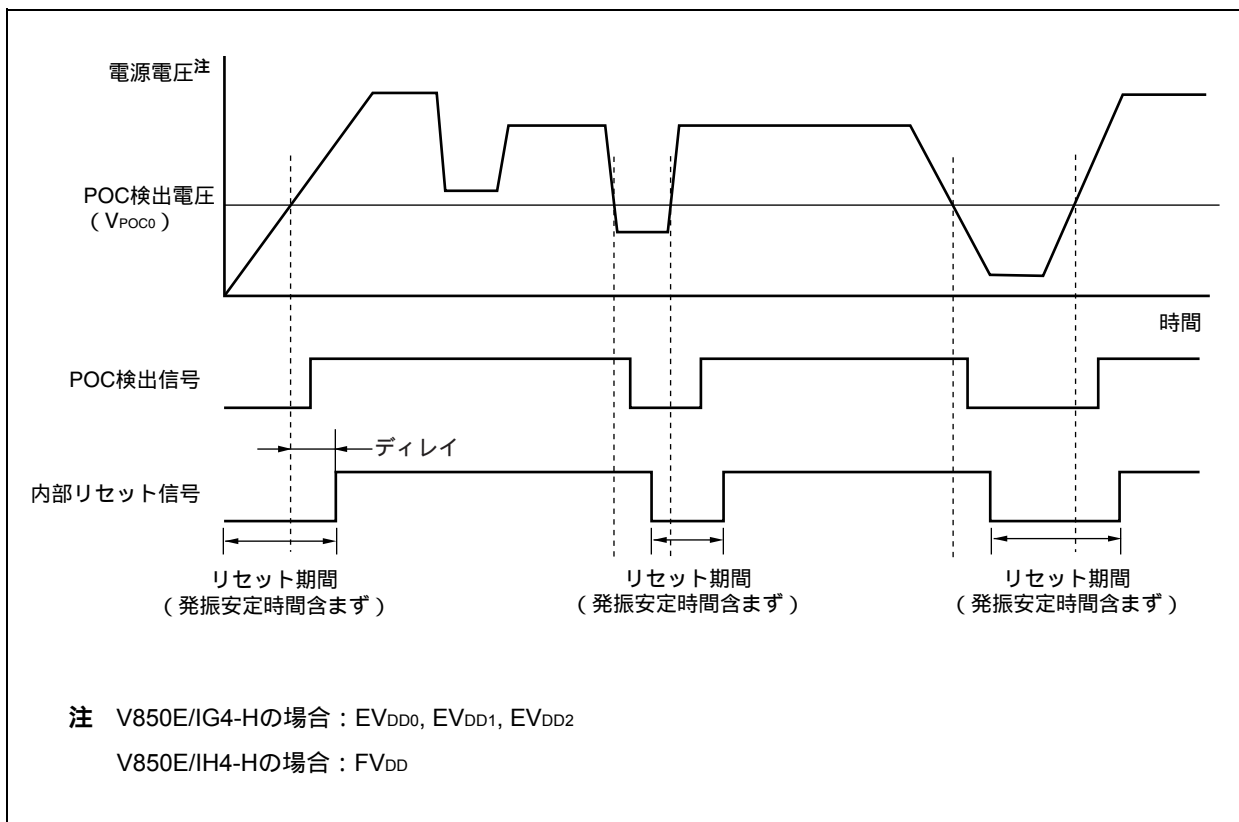 電源電圧注
POC検出電圧
（VPOC0）
時間
POC検出信号
ディレイ
内部リセット信号
リセット期間
（発振安定時間含まず）
リセット期間
（発振安定時間含まず）
リセット期間
（発振安定時間含まず）
注 V850E/IG4-Hの場合：EVDD0, EVDD1, EVDD2
V850E/IH4-Hの場合：FVDD